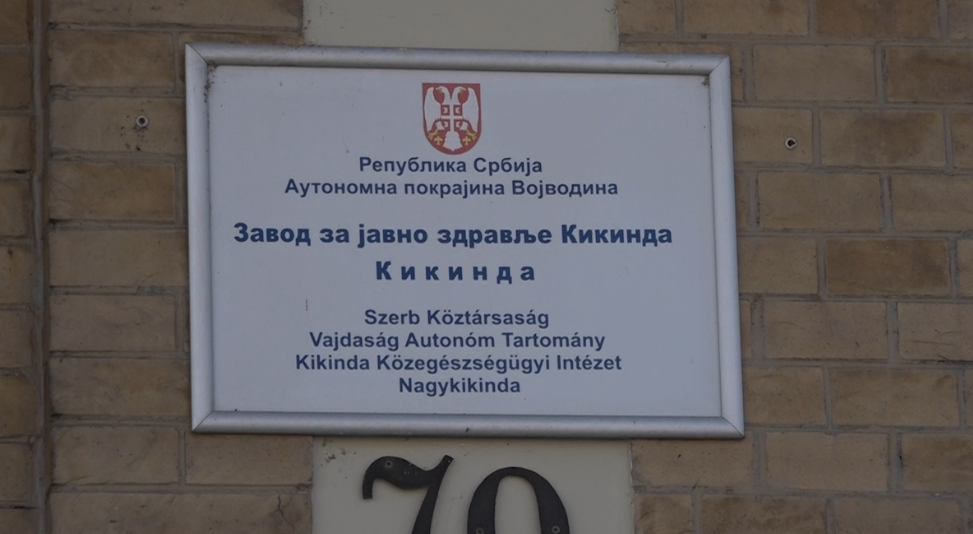 Република Србија
Аутономна покрајина Војводина
Завод за јавно здравље Кикинда
Кикинда
Szerb Köztársaság
Vajdaság Autonóm Tartomány
Kikinda Közegészségügyi Intézet
Nagykikinda
70